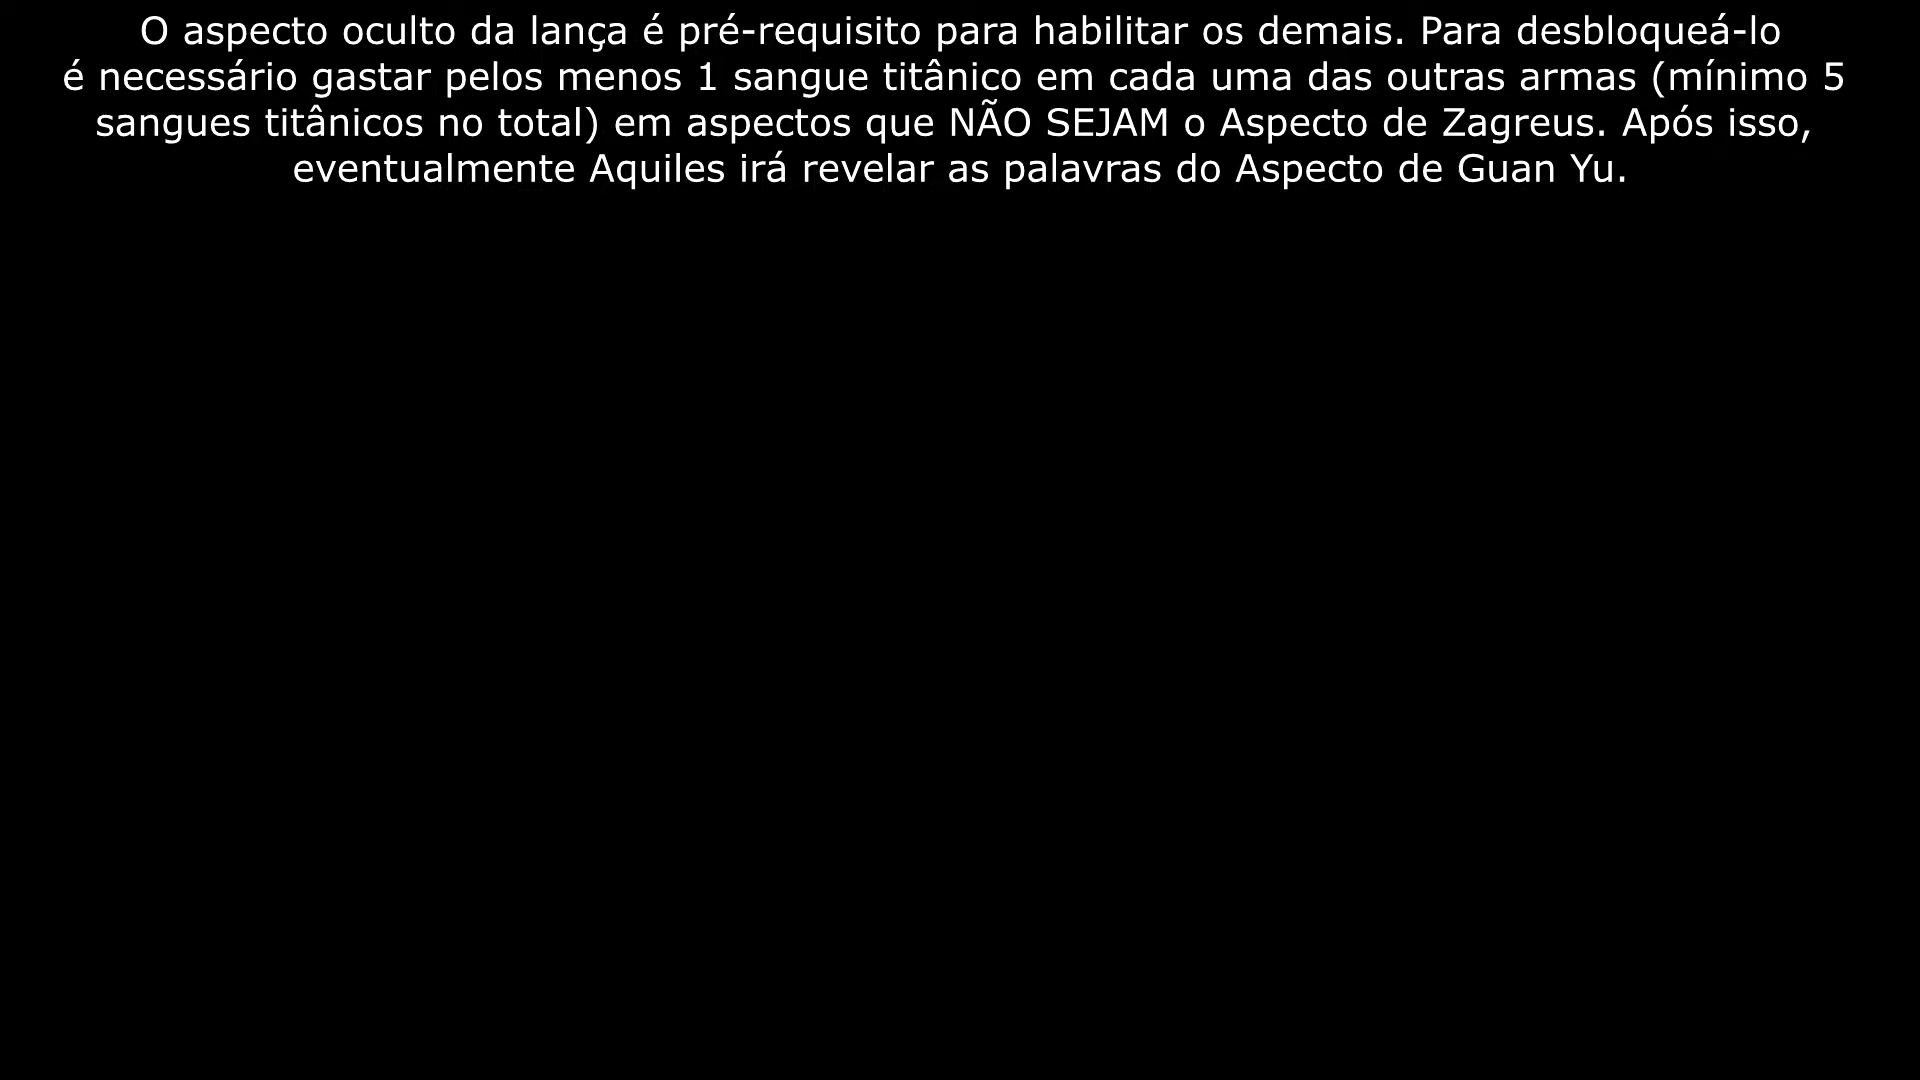 O aspecto oculto da lança é pré-requisito para habilitar os demais. Para desbloqueá-lo
é necessário gastar pelos menos 1 sangue titânico em cada uma das outras armas (mínimo 5
sangues titânicos no total) em aspectos que NÃO SEJAM o Aspecto de Zagreus. Após isso,
eventualmente Aquiles irá revelar as palavras do Aspecto de Guan Yu.